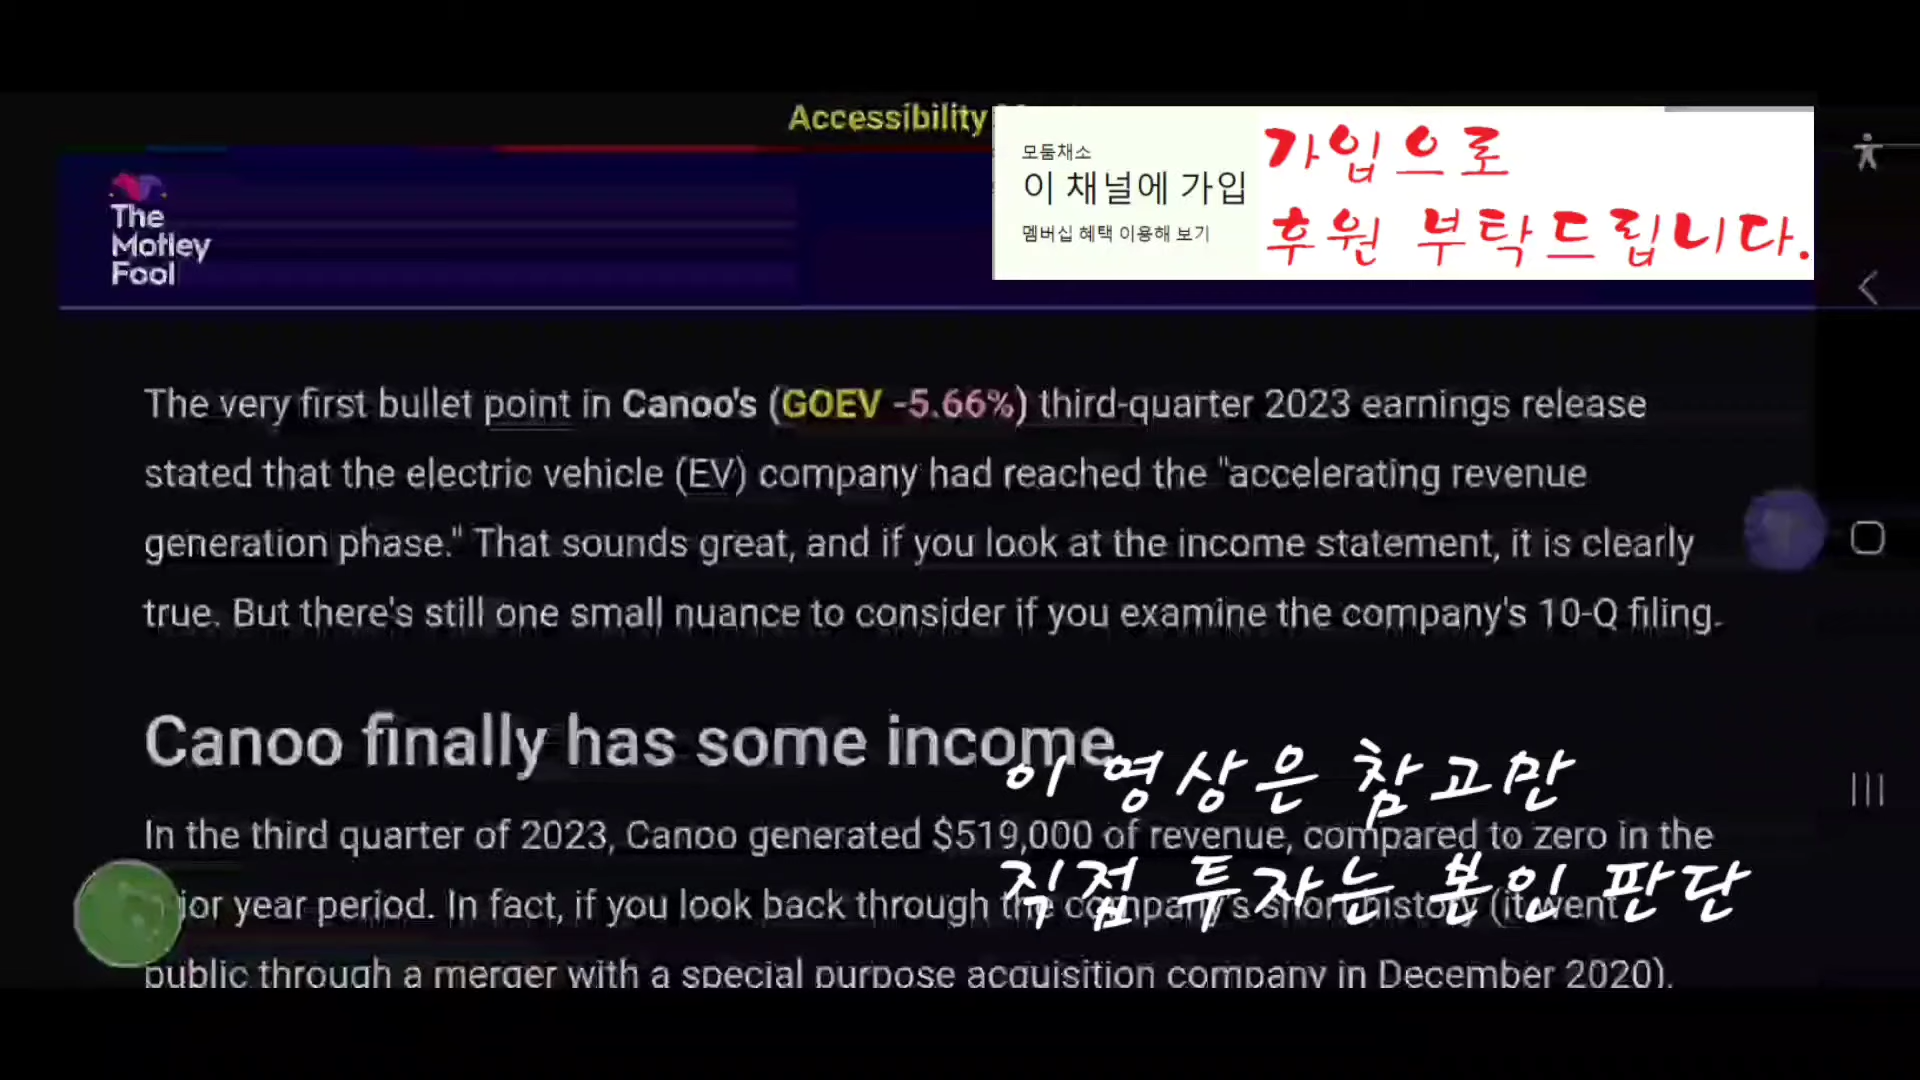 Accessibility
모둠채소
이 채널에 가입
멤버십 혜택 이용해 보기
가입으로
후원 부탁드립니다.
The
Motley
Fool
The very first bullet point in Canoo's (GOEV -5.66%) third-quarter 2023 earnings release
stated that the electric vehicle (EV) company had reached the "accelerating revenue
generation phase." That sounds great, and if you look at the income statement, it is clearly
true. But there's still one small nuance to consider if you examine the company's 10-Q filing.
Canoo finally has some income
이 영상은 참고만
In the third quarter of 2023, Canoo generated $519,000 of revenue, compared to zero in the
직접 투자는 본인 판단
year period. In fact, if you look back through the company's short history (it went
public through a merger with a special purpose acquisition company in December 2020),